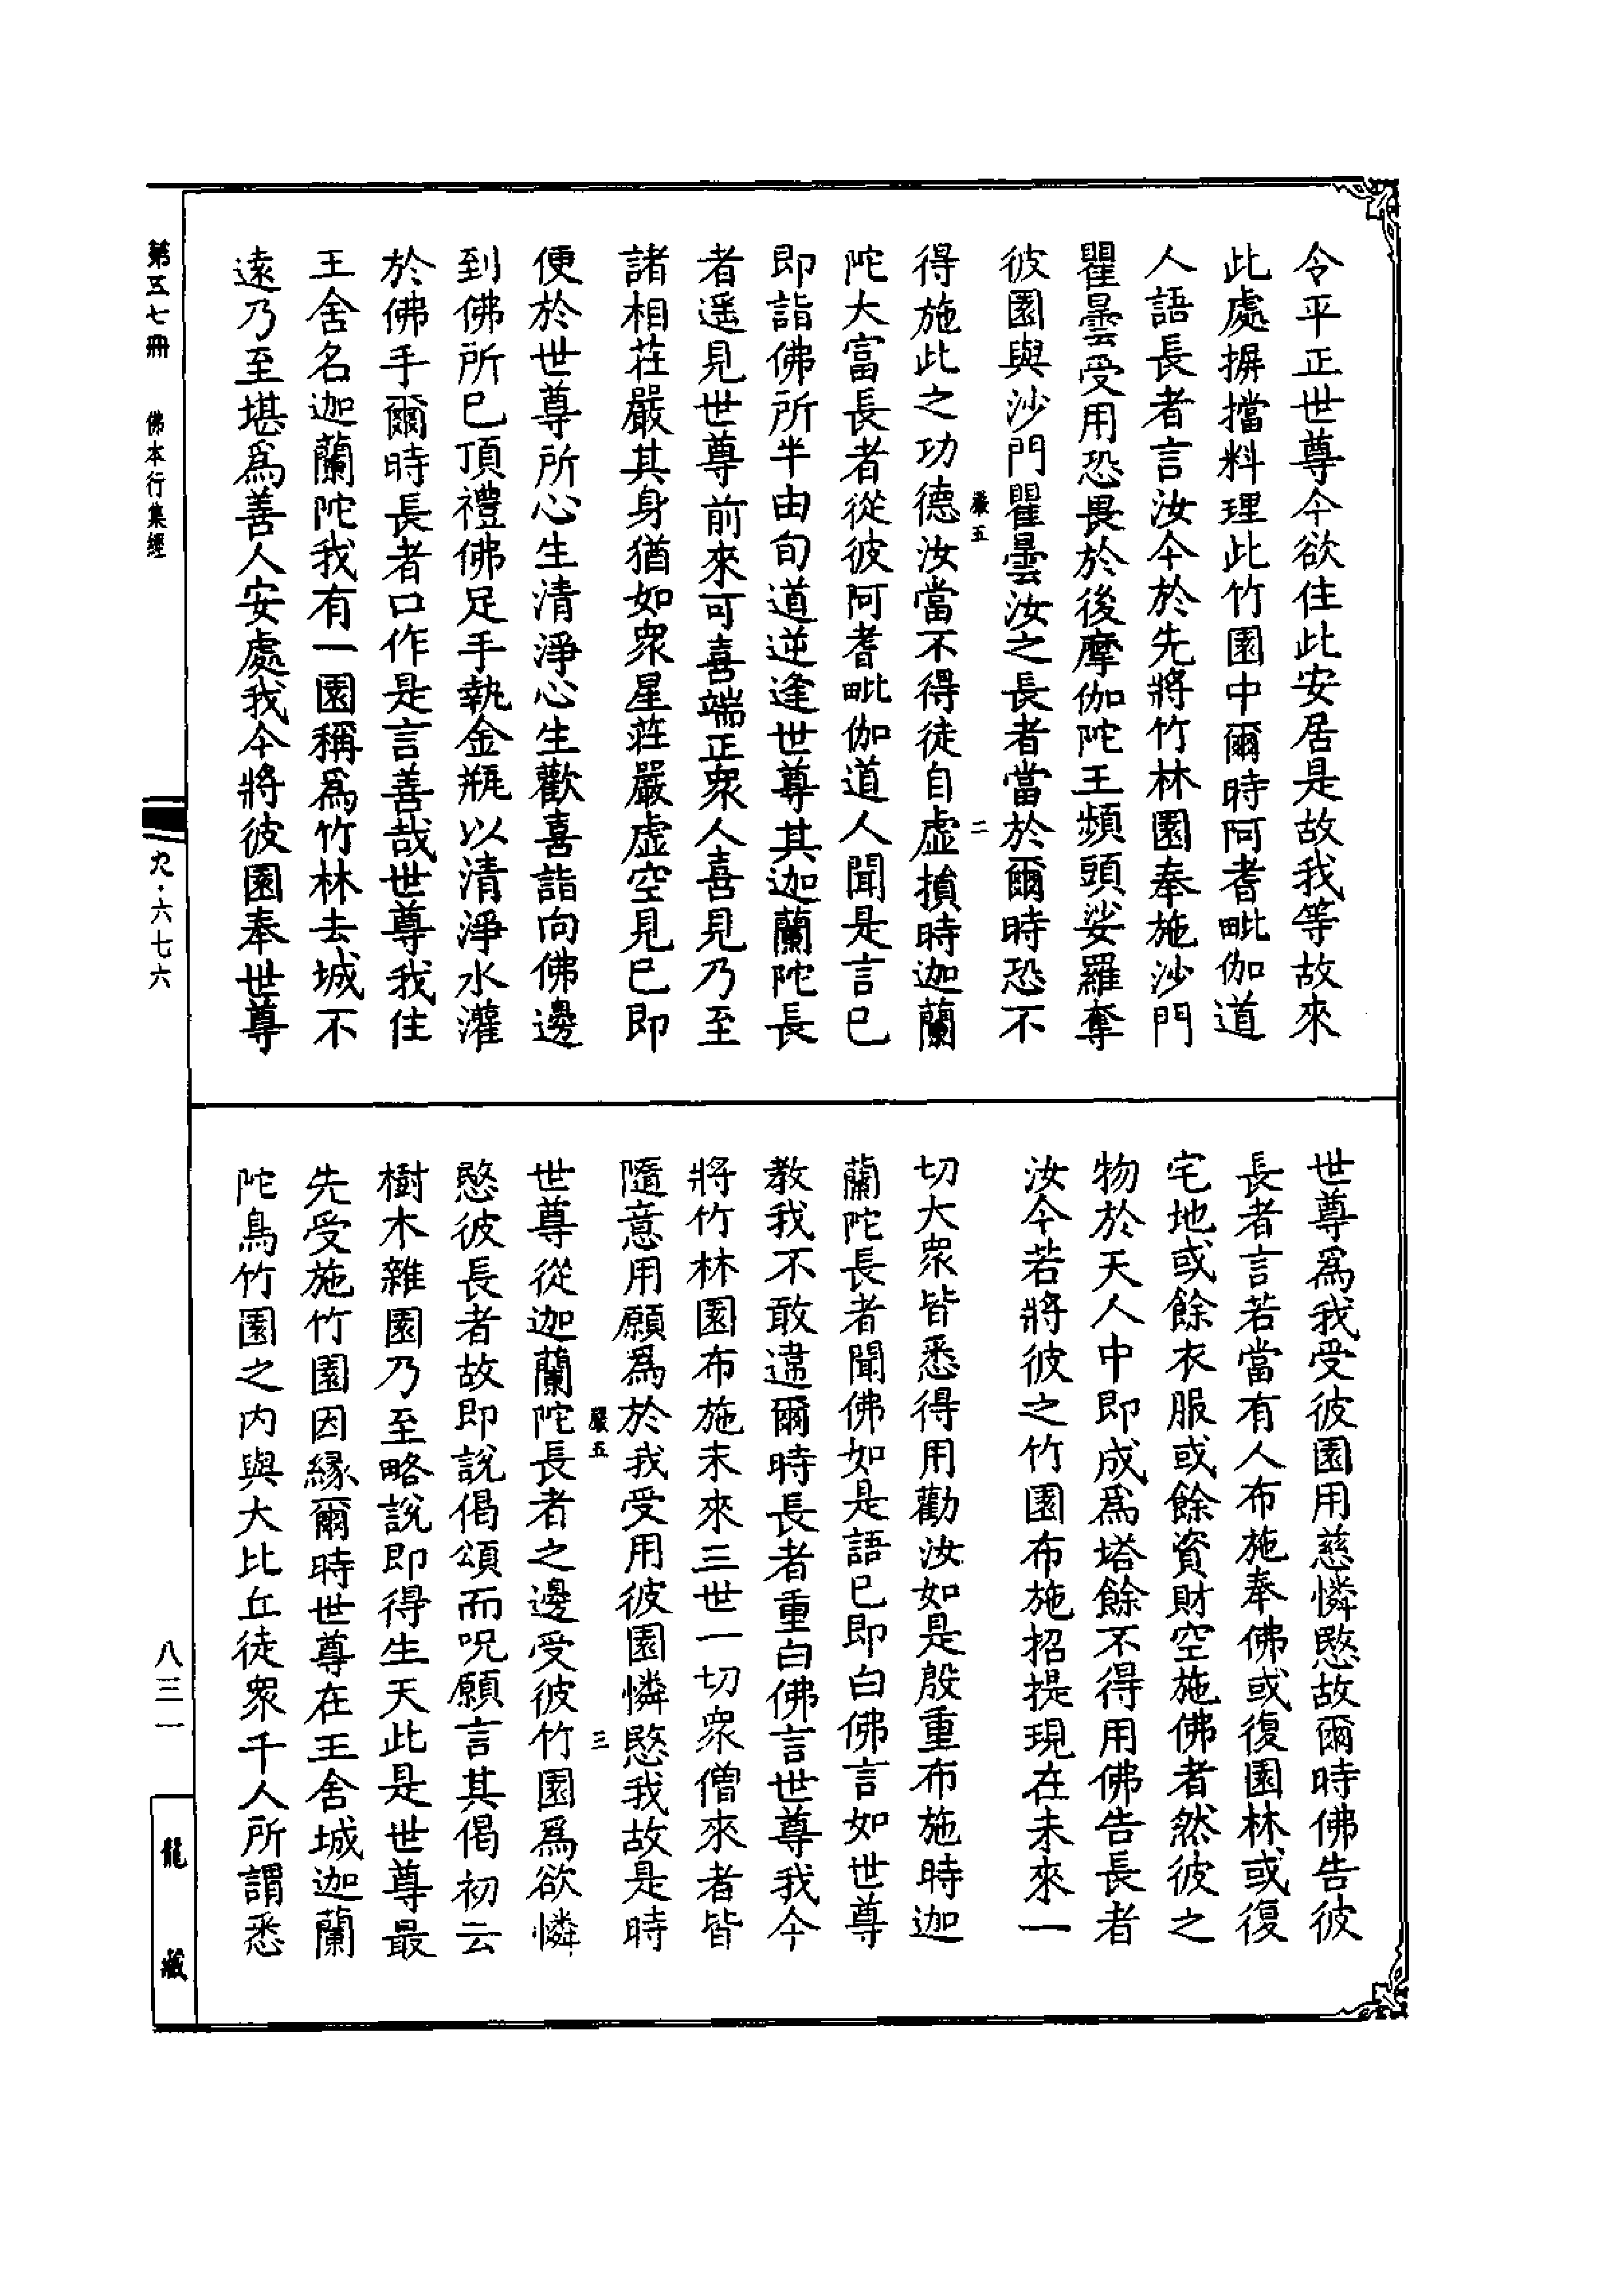 令平正世尊今欲住此安居是故我等故來
此處摒擋料理此竹園中爾時阿耆毗伽道
人語長者言汝今於先將竹林園奉施沙門
瞿曇受用恐畏於後摩伽陀王頻頭娑羅奪
彼園與沙門瞿曇汝之長者當於爾時恐不
嚴五
二
得施此之功德汝當不得徒自虛損時迦蘭
陀大富長者從彼阿耆毗伽道人聞是言已
即詣佛所半由旬道逆逢世尊其迦蘭陀長
者遥見世尊前來可喜端正衆人喜見乃至
諸相莊嚴其身猶如衆星莊嚴虛空見已即
便於世尊所心生清淨心生歡喜詣向佛邊
到佛所已頂禮佛足手執金瓶以清淨水灌
於佛手爾時長者口作是言善哉世尊我住
王舍名迦蘭陀我有一園稱爲竹林去城不
遠乃至堪爲善人安處我今將彼園奉世尊
世尊爲我受彼園用慈憐愍故爾時佛告彼
長者言若當有人布施奉佛或復園林或復
宅地或餘衣服或餘資財空施佛者然彼之
物於天人中即成爲塔餘不得用佛告長者
汝今若將彼之竹園布施招提現在未來一
切大衆皆悉得用勸汝如是殷重布施時迦
蘭陀長者聞佛如是語已即白佛言如世尊
教我不敢違爾時長者重白佛言世尊我今
將竹林園布施未來三世一切衆僧來者皆
隨意用願爲於我受用彼園憐愍我故是時
嚴五
三
世尊從迦蘭陀長者之邊受彼竹園爲欲憐
愍彼長者故即說偈頌而呪願言其偈初云
樹木雜園乃至略說即得生天此是世尊最
先受施竹園因緣爾時世尊在王舍城迦蘭
陀鳥竹園之内與大比丘徒衆千人所謂悉
第五七冊　佛本行集經
九·六七六
八三一
龍藏